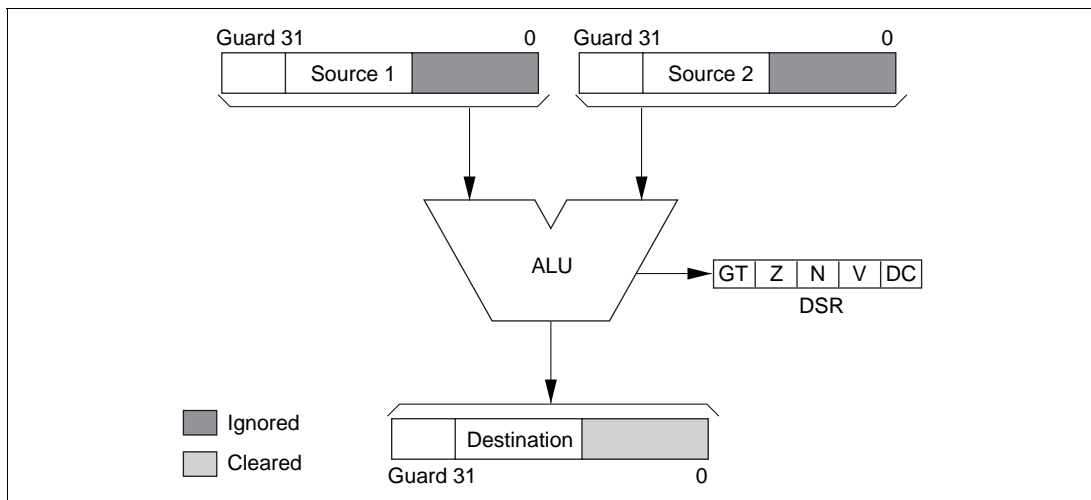 Guard 31 0
Guard 31 0
Source 1
Source 2
ALU
GT Z N V DC
DSR
Ignored
Cleared
Destination
Guard 31 0